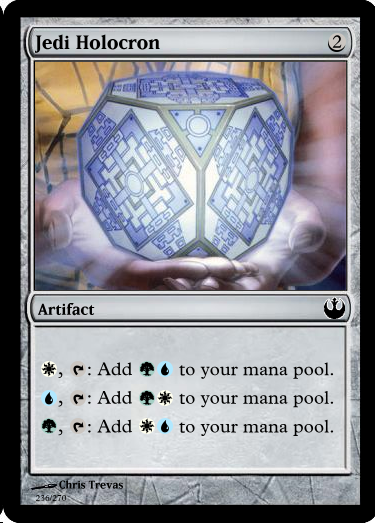 Jedi Holocron 2
Artifact
, : Add to your mana pool.
, : Add to your mana pool.
, : Add to your mana pool.
Chris Trevas
236/270